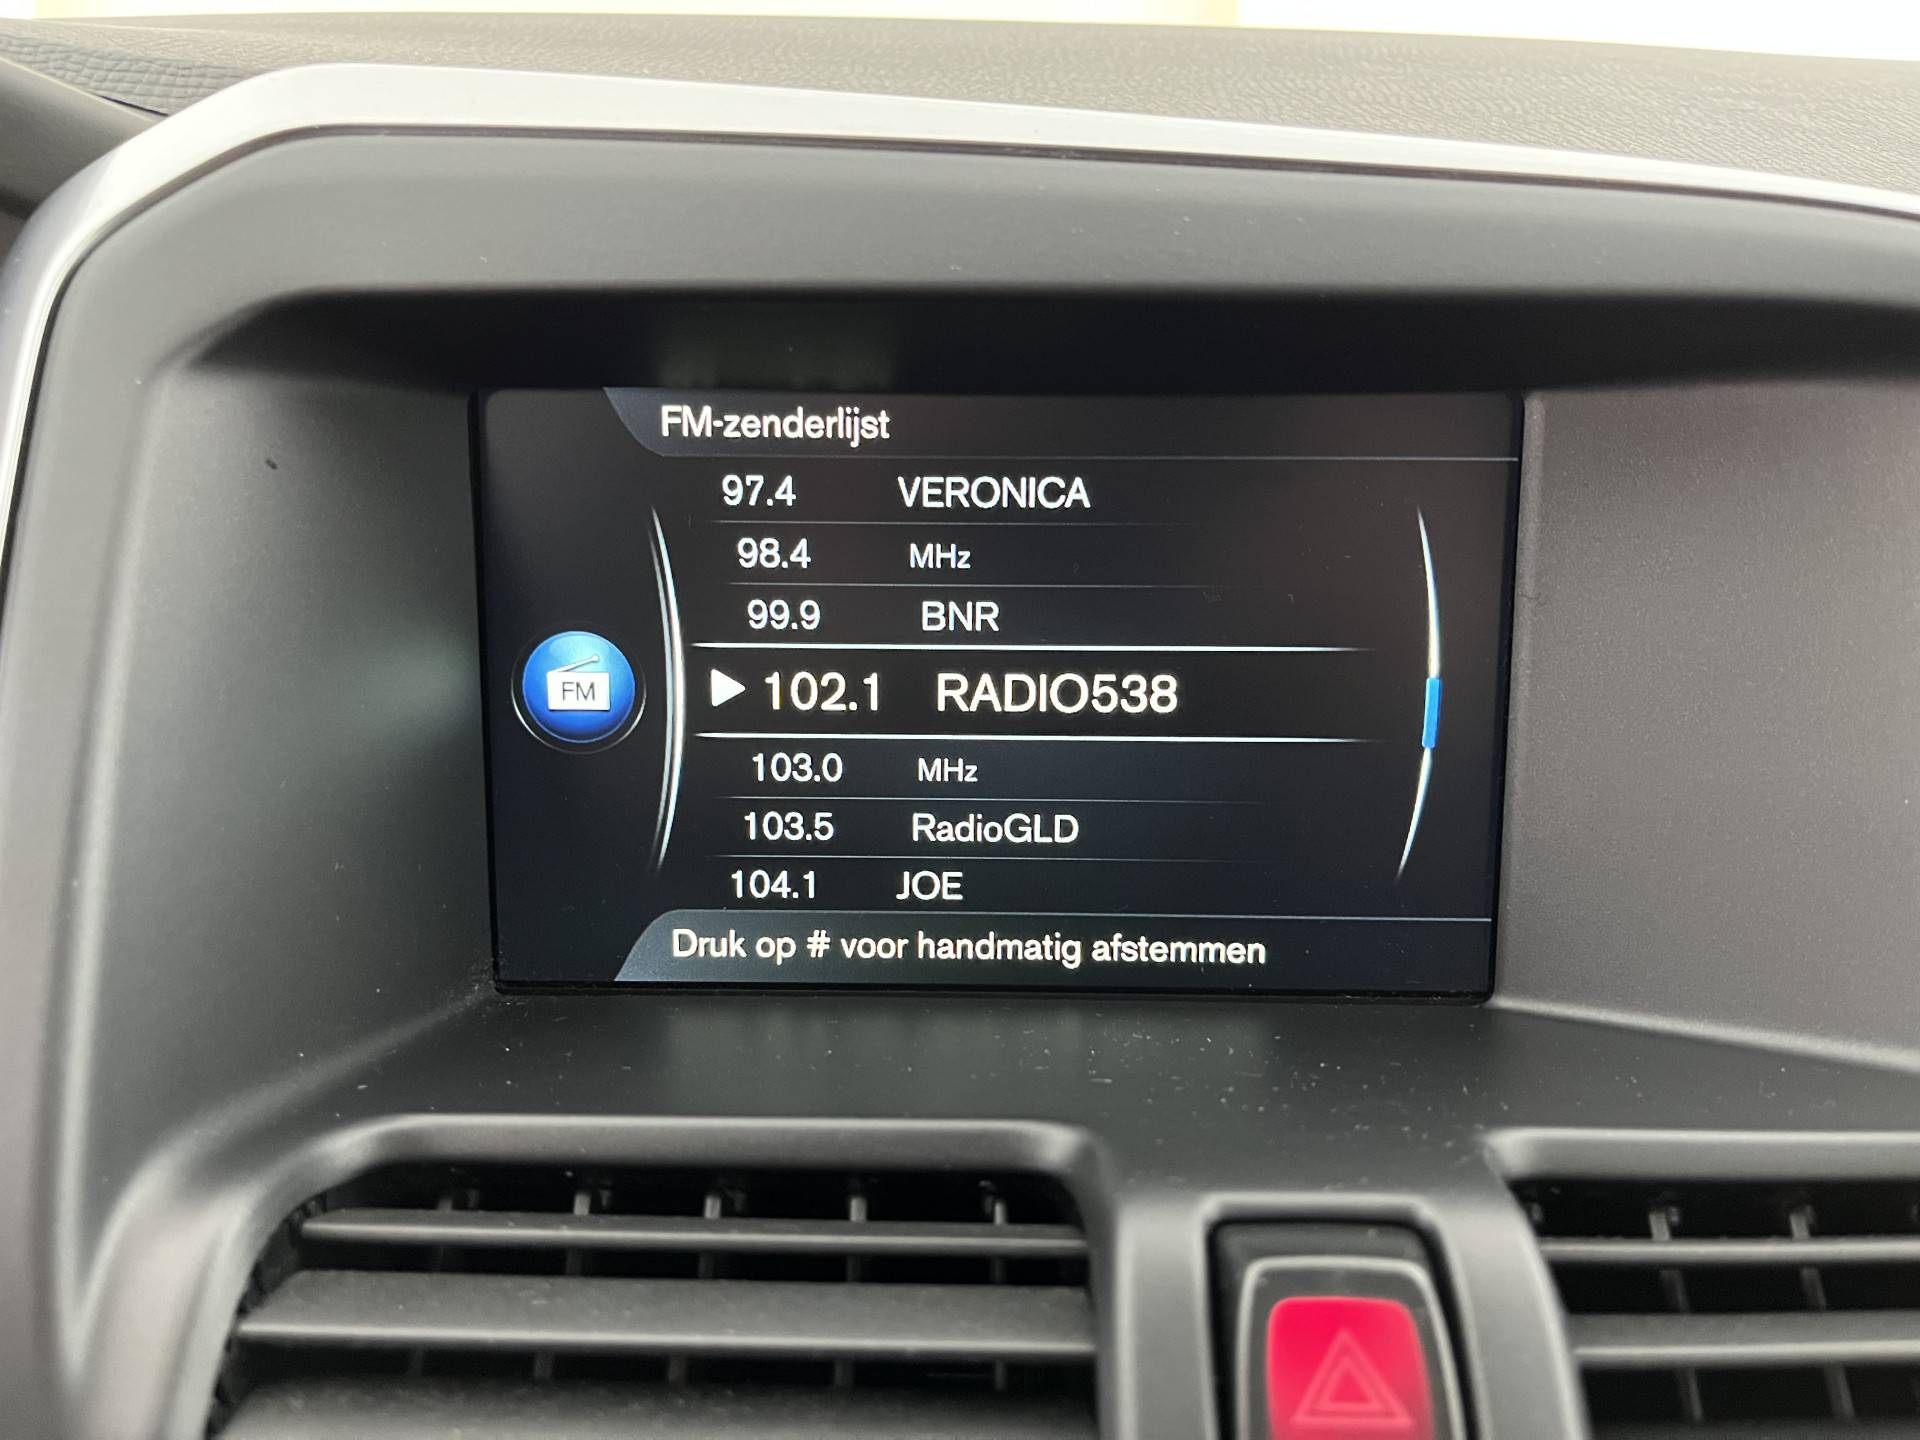 FM-zenderlijst
97.4 VERONICA
98.4 MHz
99.9 BNR
FM
102.1 RADIO538
103.0 MHz
103.5 RadioGLD
104.1 JOE
Druk op # voor handmatig afstemmen